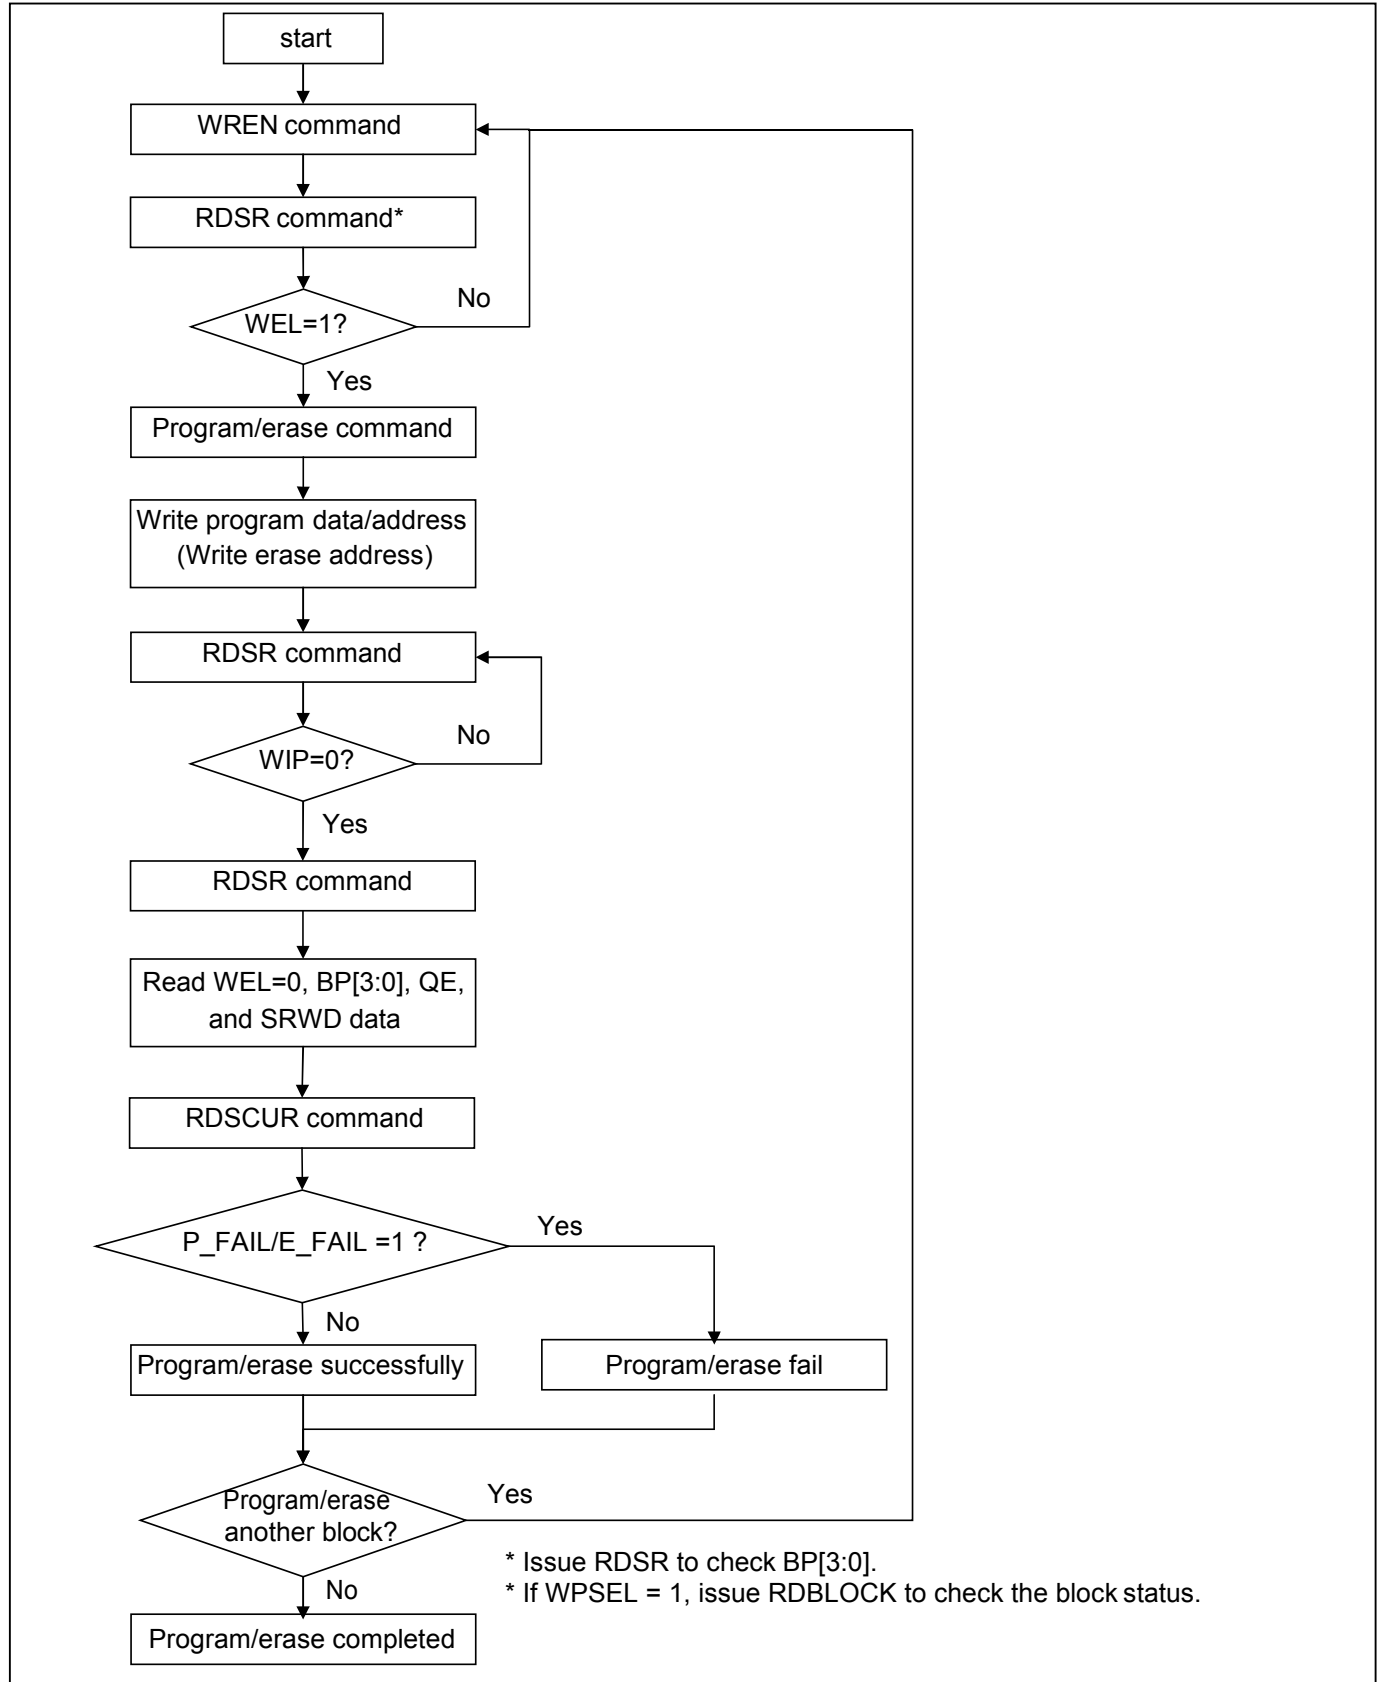 start
WREN command
RDSR command*
No
WEL=1?
Yes
Program/erase command
Write program data/address
(Write erase address)
RDSR command
No
WIP=0?
Yes
RDSR command
Read WEL=0, BP[3:0], QE,
and SRWD data
RDSCUR command
Yes
P_FAIL/E_FAIL =1 ?
No
Program/erase successfully
Program/erase fail
Program/erase
another block?
Yes
* Issue RDSR to check BP[3:0].
* If WPSEL = 1, issue RDBLOCK to check the block status.
No
Program/erase completed